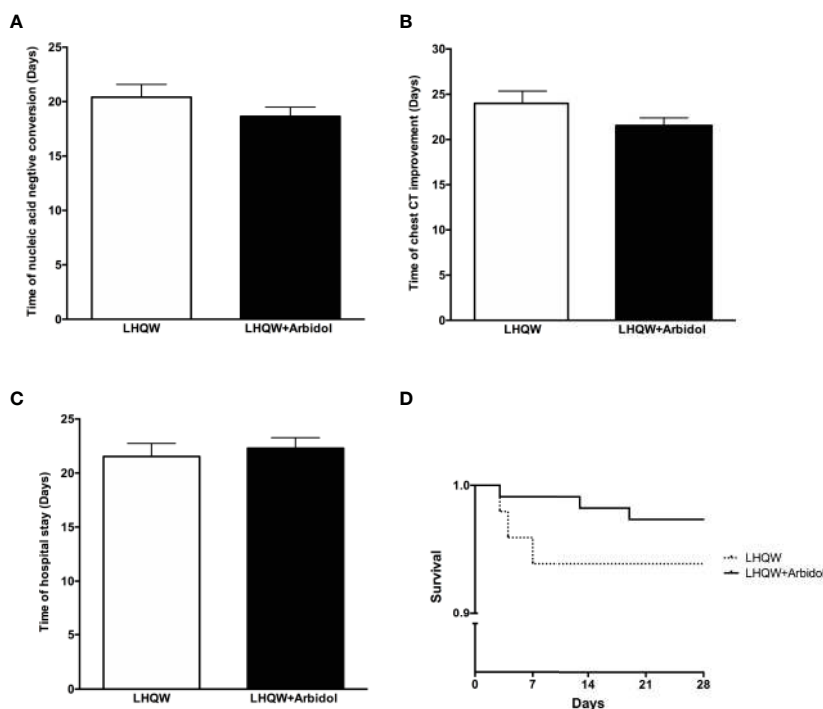 A
Time of nucleic acid negtive conversion (Days)
25
20
15
10
5
0
LHQW LHQW+Arbidol
B
Time of chest CT improvement (Days)
30
25
20
15
10
5
0
LHQW LHQW+Arbidol
C
Time of hospital stay (Days)
25
20
15
10
5
0
LHQW LHQW+Arbidol
D
Survival
1.0
0.9
0 7 14 21 28
Days
LHQW
LHQW+Arbidol